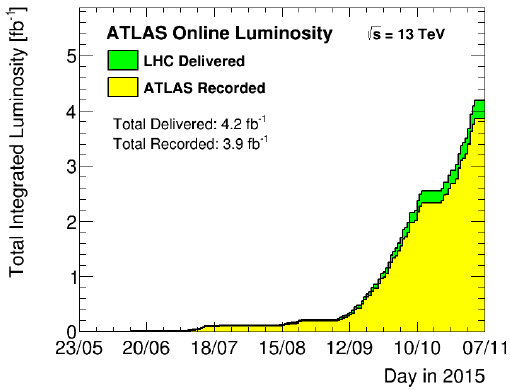 Total Integrated Luminosity [fb⁻¹]
ATLAS Online Luminosity √s = 13 TeV
LHC Delivered
ATLAS Recorded
Total Delivered: 4.2 fb⁻¹
Total Recorded: 3.9 fb⁻¹
5
4
3
2
1
0
23/05 20/06 18/07 15/08 12/09 10/10 07/11
Day in 2015